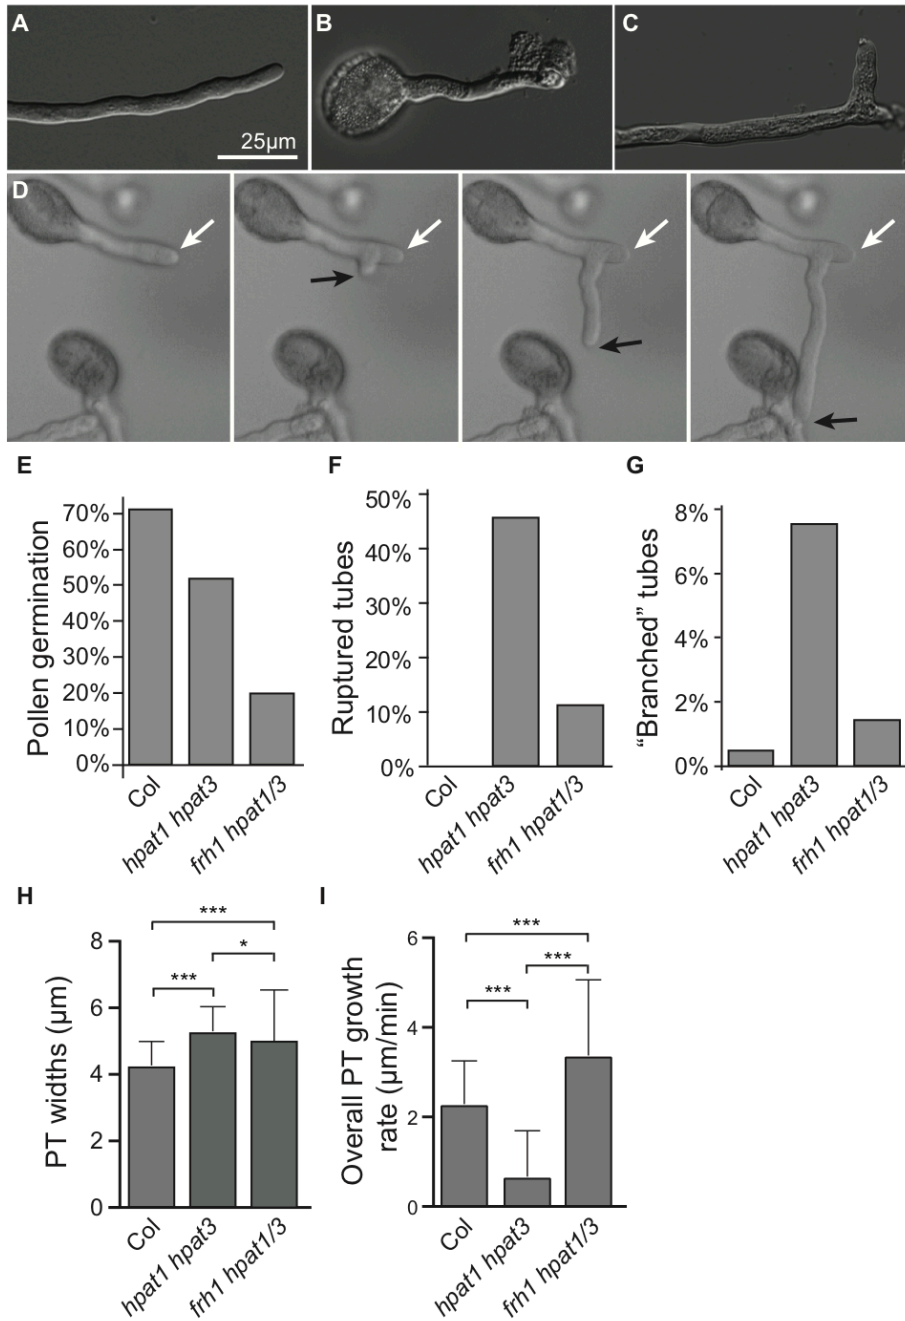 A
B
C
25μm
D
E
F
G
Pollen germination
70%
60%
50%
40%
30%
20%
10%
0%
Col
hpat1 hpat3
frh1 hpat1/3
Ruptured tubes
50%
40%
30%
20%
10%
0%
Col
hpat1 hpat3
frh1 hpat1/3
"Branched" tubes
8%
6%
4%
2%
0%
Col
hpat1 hpat3
frh1 hpat1/3
H
I
PT widths (μm)
8
6
4
2
0
***
*
***
Col
hpat1 hpat3
frh1 hpat1/3
Overall PT growth
rate (μm/min)
6
4
2
0
***
***
***
Col
hpat1 hpat3
frh1 hpat1/3